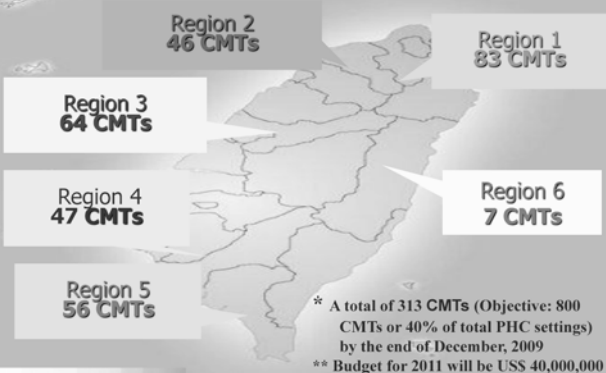 Region 2
46 CMTs
Region 1
83 CMTs
Region 3
64 CMTs
Region 4
47 CMTs
Region 6
7 CMTs
Region 5
56 CMTs
* A total of 313 CMTs (Objective: 800
CMTs or 40% of total PHC settings)
by the end of December, 2009
** Budget for 2011 will be US$ 40,000,000